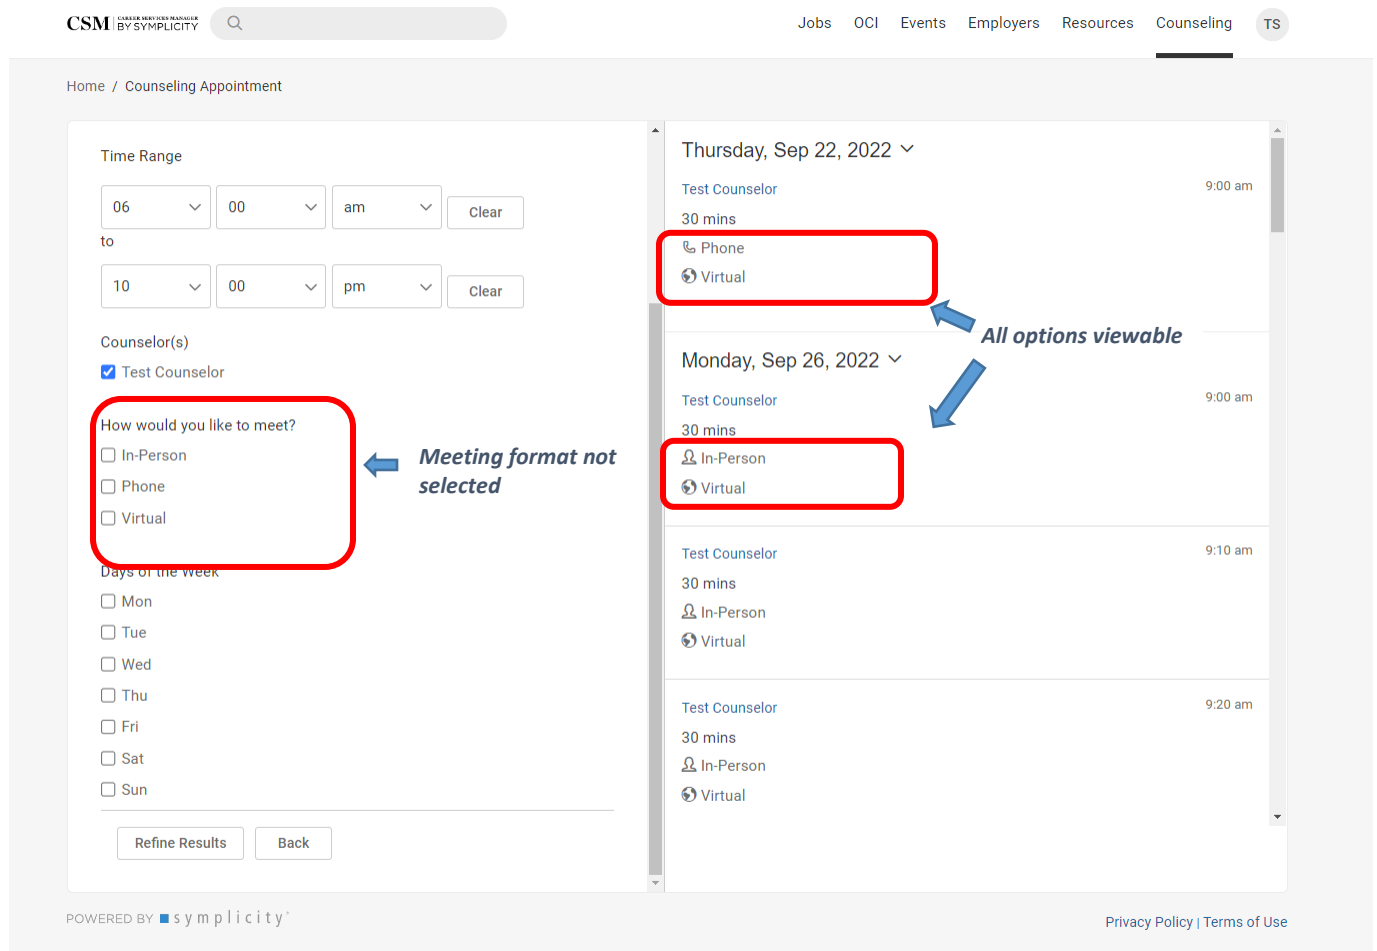 CSM CAREER SERVICES MANAGER
BY SYMPLICITY
Jobs OCI Events Employers Resources Counseling TS
Home / Counseling Appointment
Time Range
06 00 am Clear
to
10 00 pm Clear
Counselor(s)
Test Counselor
How would you like to meet?
In-Person
Phone
Virtual
Meeting format not
selected
Days of the Week
Mon
Tue
Wed
Thu
Fri
Sat
Sun
Refine Results Back
Thursday, Sep 22, 2022
Test Counselor 9:00 am
30 mins
Phone
Virtual
All options viewable
Monday, Sep 26, 2022
Test Counselor 9:00 am
30 mins
In-Person
Virtual
Test Counselor 9:10 am
30 mins
In-Person
Virtual
Test Counselor 9:20 am
30 mins
In-Person
Virtual
POWERED BY symplicity
Privacy Policy | Terms of Use